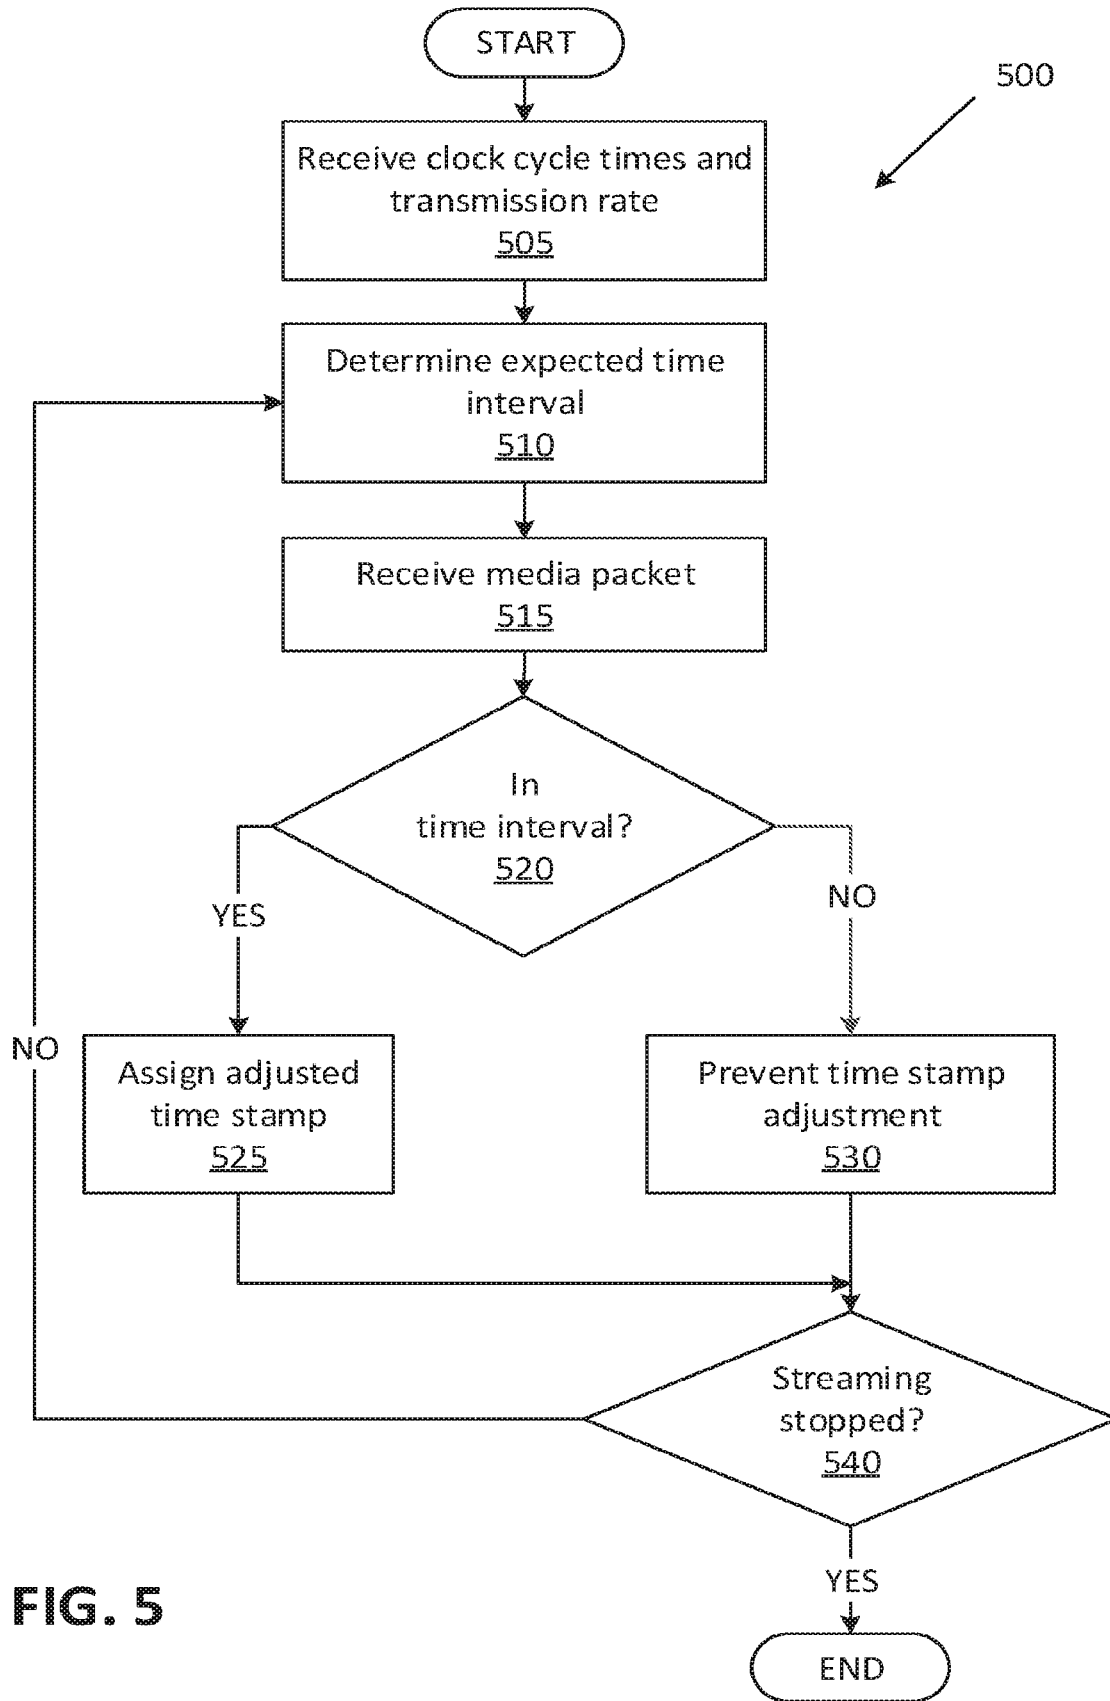 START
500
Receive clock cycle times and
transmission rate
505
Determine expected time
interval
510
Receive media packet
515
In
time interval?
520
YES
NO
NO
Assign adjusted
time stamp
525
Prevent time stamp
adjustment
530
Streaming
stopped?
540
YES
FIG. 5
END